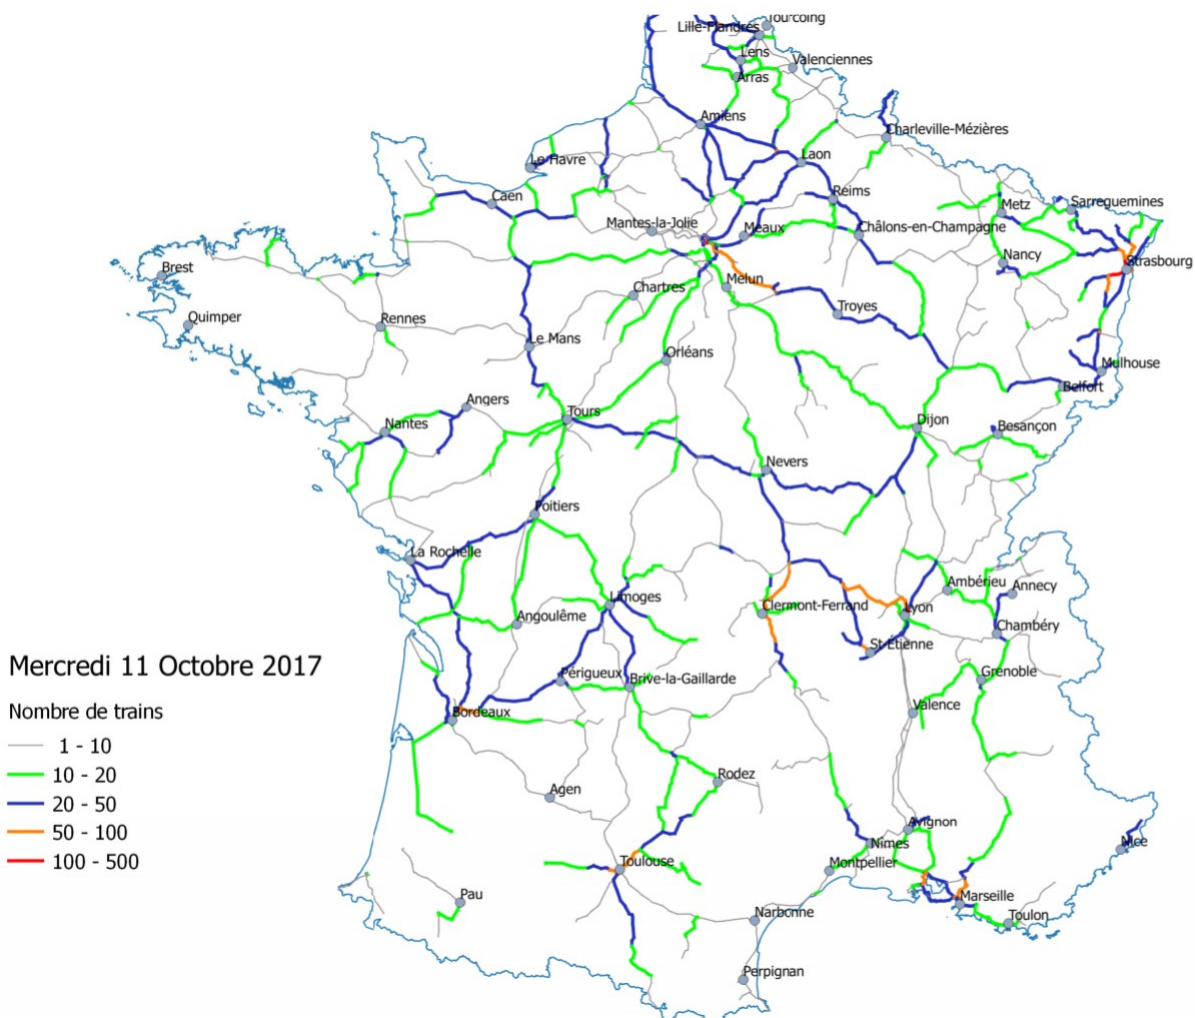 Tourcoing
Lille-Flandres
Lens
Valenciennes
Arras
Amiens
Charleville-Mézières
Laon
Le Havre
Caen
Reims
Metz
Sarreguemines
Mantes-la-Jolie
Meaux
Châlons-en-Champagne
Nancy
Strasbourg
Brest
Chartres
Melun
Troyes
Quimper
Rennes
Le Mans
Orléans
Mulhouse
Belfort
Angers
Tours
Nantes
Dijon
Besançon
Nevers
Poitiers
La Rochelle
Ambérieu
Annecy
Limoges
Clermont-Ferrand
Lyon
Angoulême
Chambéry
St-Étienne
Mercredi 11 Octobre 2017
Périgueux
Brive-la-Gaillarde
Grenoble
Nombre de trains
Bordeaux
Valence
1 - 10
10 - 20
Rodez
Agen
20 - 50
50 - 100
Avignon
Nice
Nîmes
100 - 500
Toulouse
Montpellier
Pau
Marseille
Narbonne
Toulon
Perpignan